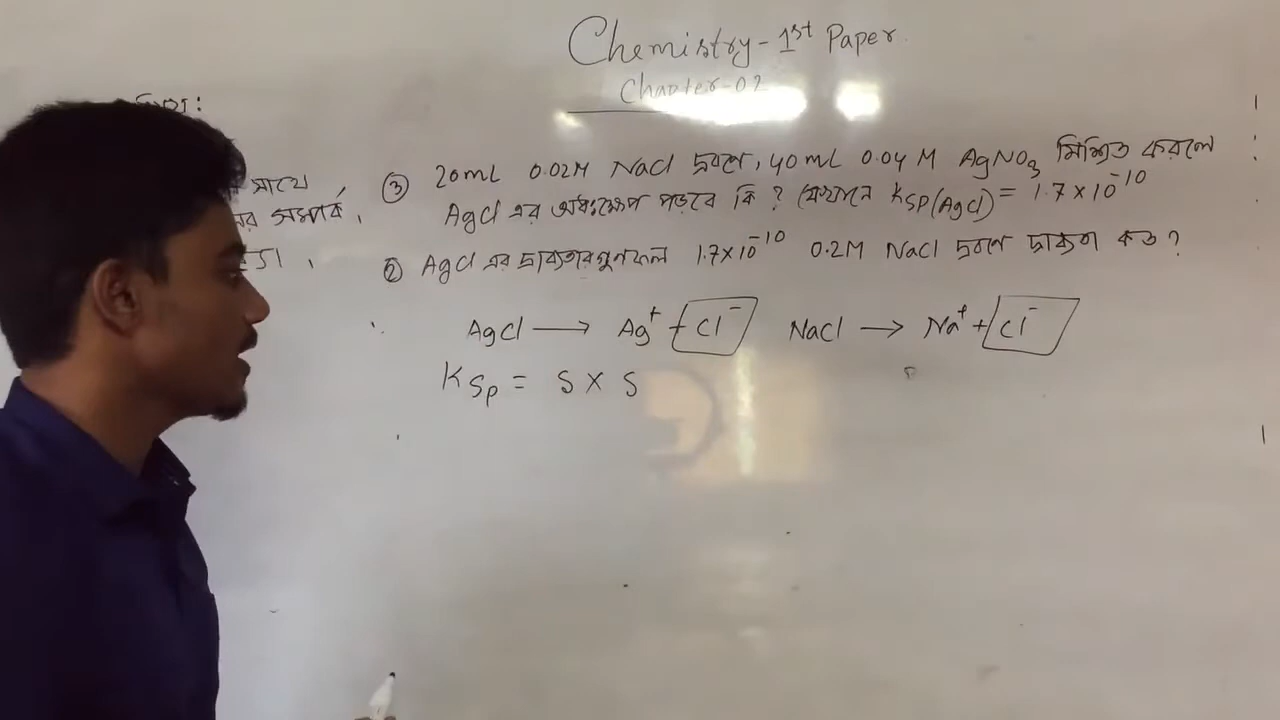 Chemistry - 1st Paper
Chapter-02
সাথে
সম্পর্ক,
③ 20mL 0.02M NaCl দ্রবণে, 40mL 0.04 M AgNO₃ মিশ্রিত করলে
AgCl এর অধঃক্ষেপ পড়বে কি ? যেখানে Ksp(AgCl) = 1.7 × 10⁻¹⁰
② AgCl এর দ্রাব্যতার গুণফল 1.7×10⁻¹⁰ 0.2M NaCl দ্রবণে দ্রাব্যতা কত ?
AgCl ⟶ Ag⁺ + Cl⁻ NaCl ⟶ Na⁺ + Cl⁻
Ksp = S × S